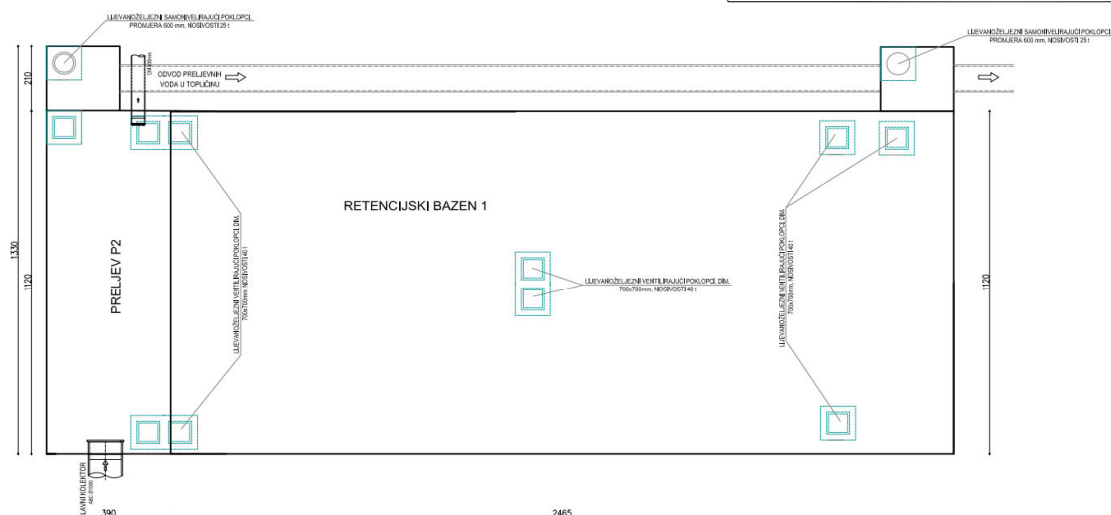 LIJEVANOŽELJEZNI SAMONIVELIRAJUĆI POKLOPCI,
PROMJERA 600 mm, NOSIVOSTI 25 t
LIJEVANOŽELJEZNI SAMONIVELIRAJUĆI POKLOPCI,
PROMJERA 600 mm, NOSIVOSTI 25 t
210
ODVOD PRELJEVNIH
VODA U TOPLIČINU
RETENCIJSKI BAZEN 1
PRELJEV P2
1330
1120
1120
LIJEVANOŽELJEZNI VENTILIRAJUĆI POKLOPCI, DIM.
700x700mm, NOSIVOSTI 40 t
LIJEVANOŽELJEZNI VENTILIRAJUĆI POKLOPCI, DIM.
700x700mm, NOSIVOSTI 40 t
LIJEVANOŽELJEZNI VENTILIRAJUĆI POKLOPCI, DIM.
700x700mm, NOSIVOSTI 40 t
LAVNI KOLEKTOR
390
2465